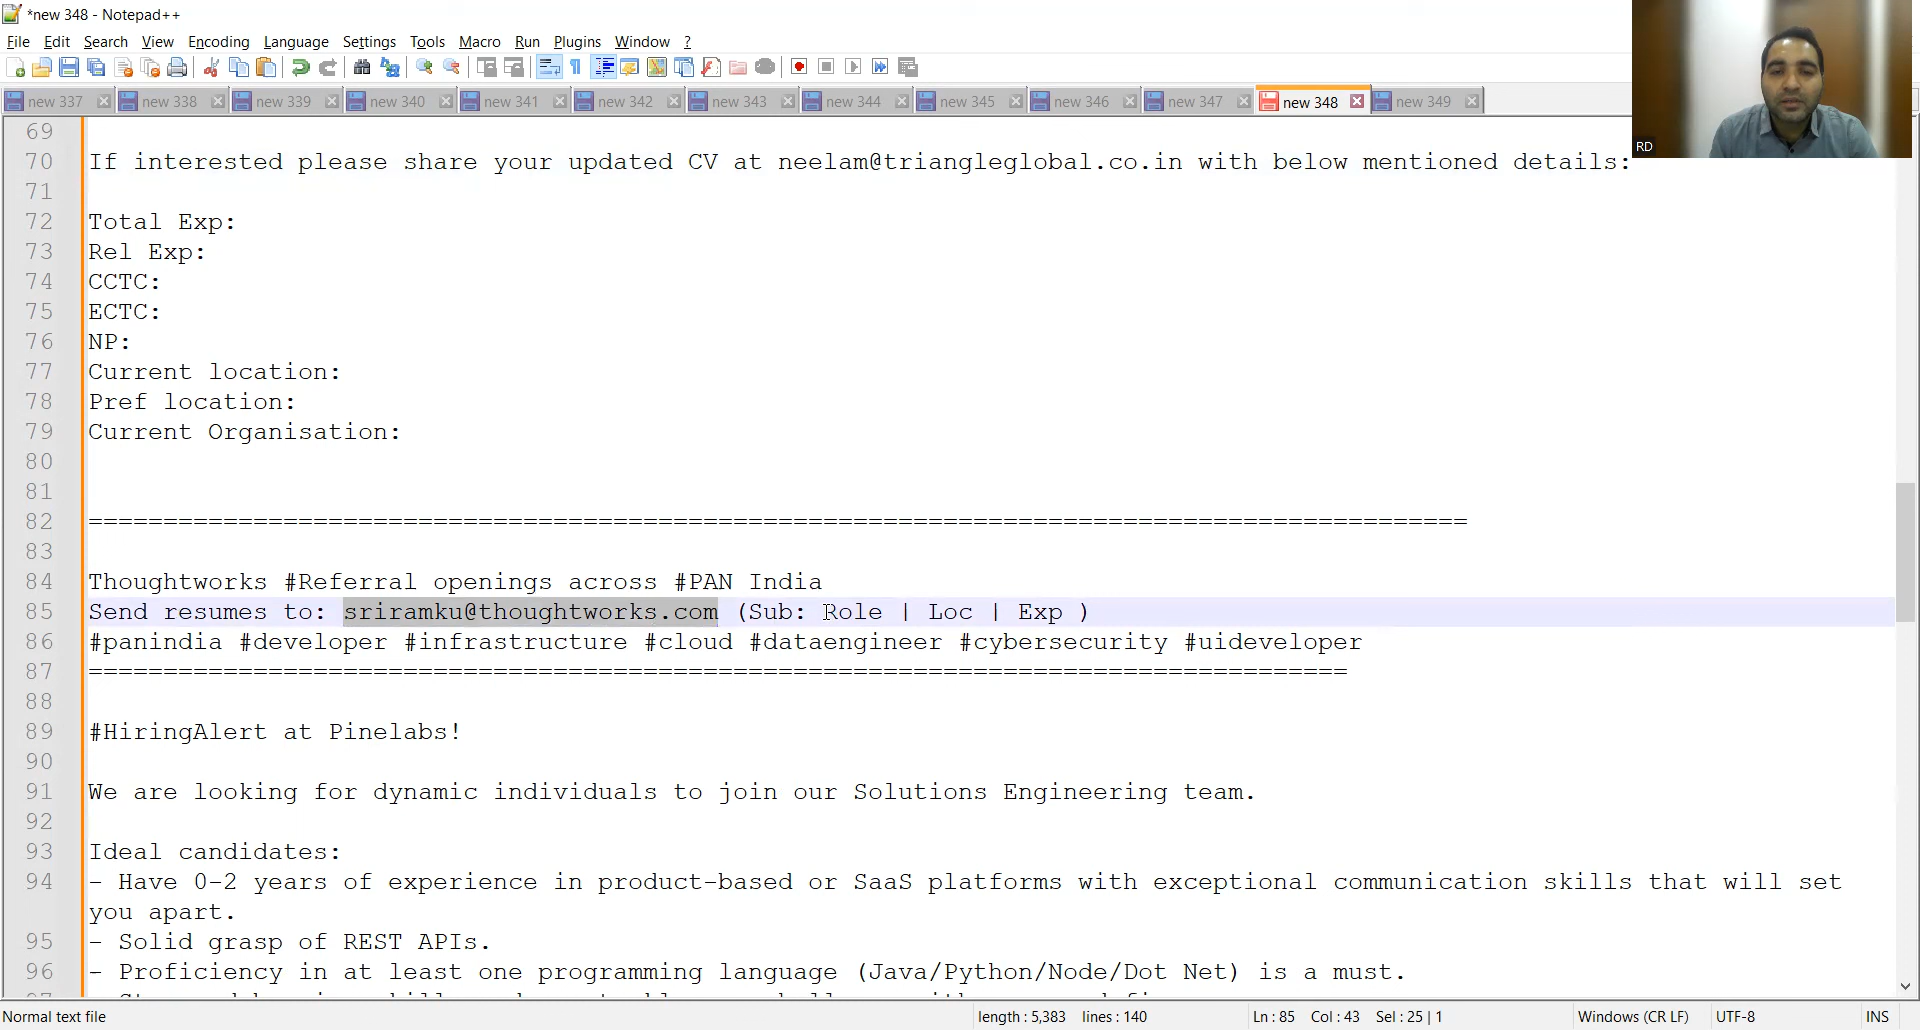 *new 348 - Notepad++
File Edit Search View Encoding Language Settings Tools Macro Run Plugins Window ?
new 337 new 338 new 339 new 340 new 341 new 342 new 343 new 344 new 345 new 346 new 347 new 348 new 349
RD
69
70 If interested please share your updated CV at neelam@triangleglobal.co.in with below mentioned details:
71
72 Total Exp:
73 Rel Exp:
74 CCTC:
75 ECTC:
76 NP:
77 Current location:
78 Pref location:
79 Current Organisation:
80
81
82 ============================================================================================
83
84 Thoughtworks #Referral openings across #PAN India
85 Send resumes to: sriramku@thoughtworks.com (Sub: Role | Loc | Exp )
86 #panindia #developer #infrastructure #cloud #dataengineer #cybersecurity #uideveloper
87 ====================================================================================
88
89 #HiringAlert at Pinelabs!
90
91 We are looking for dynamic individuals to join our Solutions Engineering team.
92
93 Ideal candidates:
94 - Have 0-2 years of experience in product-based or SaaS platforms with exceptional communication skills that will set
you apart.
95 - Solid grasp of REST APIs.
96 - Proficiency in at least one programming language (Java/Python/Node/Dot Net) is a must.
Normal text file length : 5,383 lines : 140 Ln : 85 Col : 43 Sel : 25 | 1 Windows (CR LF) UTF-8 INS